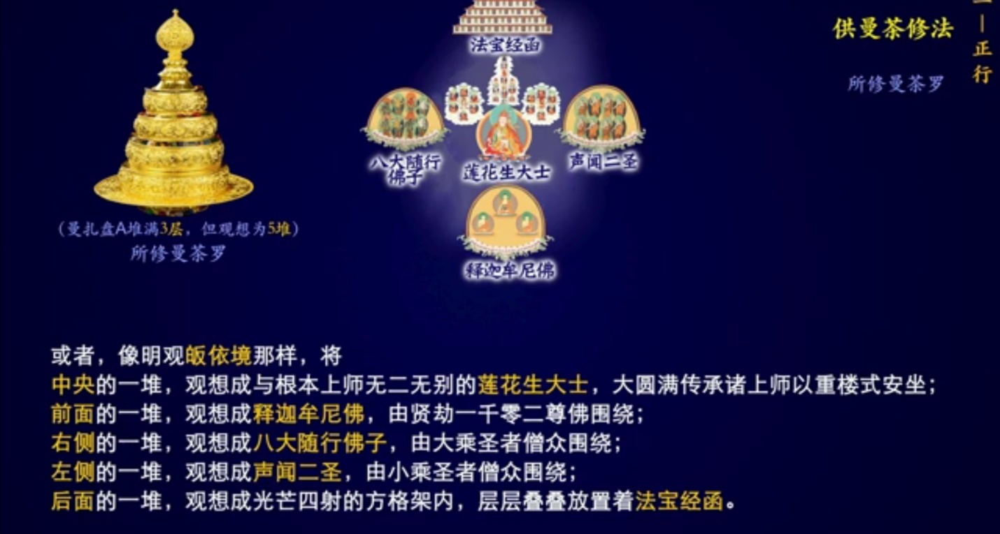 供曼茶修法
正行
所修曼茶罗
法宝经函
八大随行
佛子
莲花生大士
声闻二圣
释迦牟尼佛
(曼扎盘A堆满3层，但观想为5堆)
所修曼茶罗
或者，像明观皈依境那样，将
中央的一堆，观想成与根本上师无二无别的莲花生大士，大圆满传承诸上师以重楼式安坐；
前面的一堆，观想成释迦牟尼佛，由贤劫一千零二尊佛围绕；
右侧的一堆，观想成八大随行佛子，由大乘圣者僧众围绕；
左侧的一堆，观想成声闻二圣，由小乘圣者僧众围绕；
后面的一堆，观想成光芒四射的方格架内，层层叠叠放置着法宝经函。